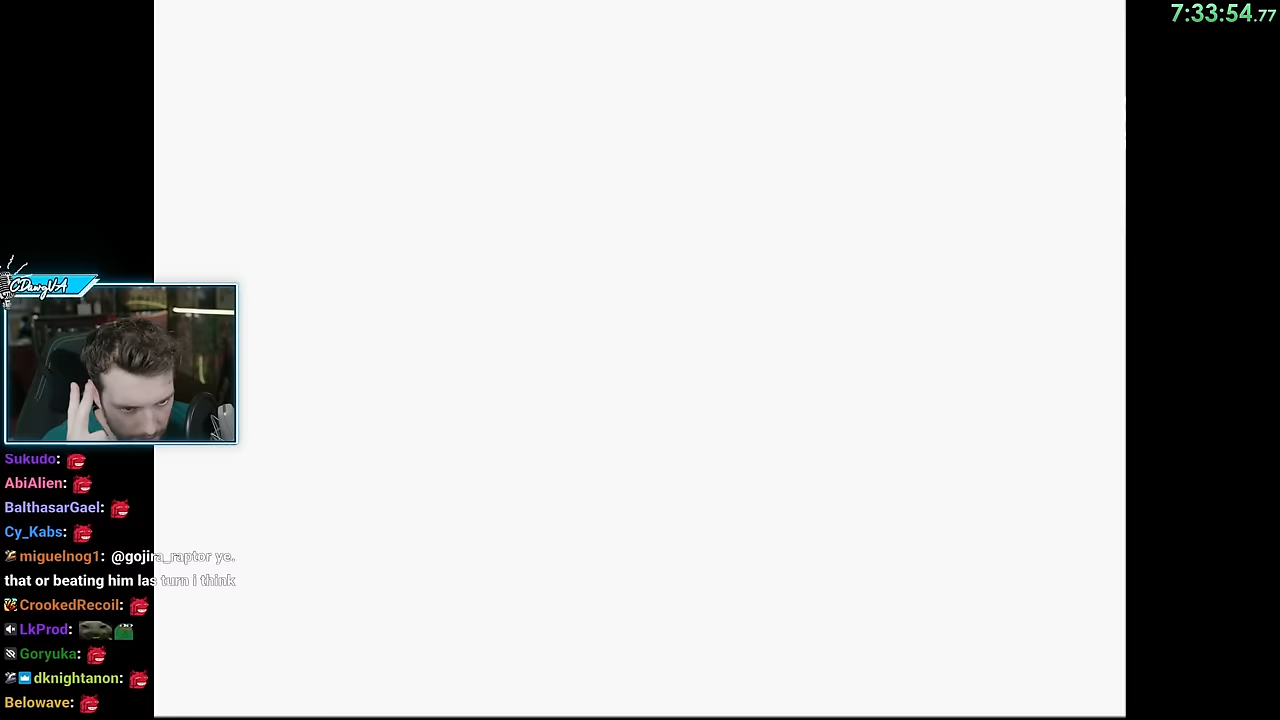 7:33:54.77
CDawgVA
Sukudo:
AbiAlien:
BalthasarGael:
Cy_Kabs:
miguelnog1: @gojira_raptor ye.
that or beating him las turn i think
CrookedRecoil:
LkProd:
Goryuka:
dknightanon:
Belowave: